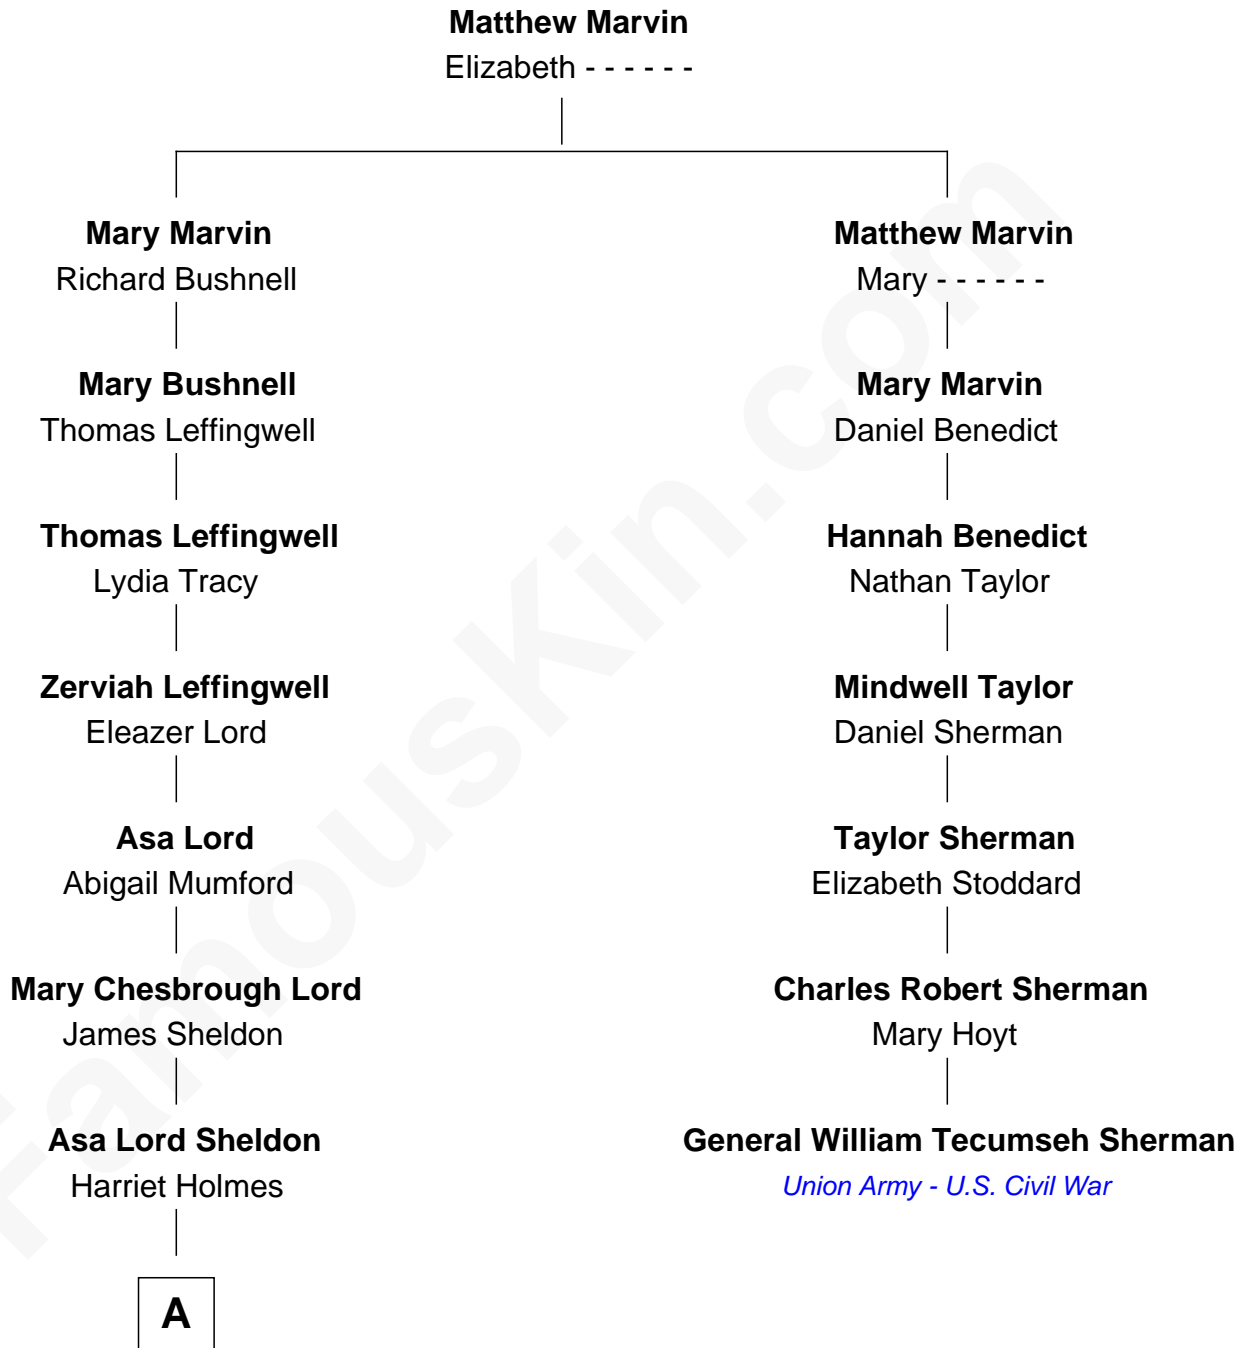 Matthew Marvin
Elizabeth - - - - - -
Mary Marvin
Richard Bushnell
Matthew Marvin
Mary - - - - - -
Mary Bushnell
Thomas Leffingwell
Mary Marvin
Daniel Benedict
Thomas Leffingwell
Lydia Tracy
Hannah Benedict
Nathan Taylor
Zerviah Leffingwell
Eleazer Lord
Mindwell Taylor
Daniel Sherman
Asa Lord
Abigail Mumford
Taylor Sherman
Elizabeth Stoddard
Mary Chesbrough Lord
James Sheldon
Charles Robert Sherman
Mary Hoyt
Asa Lord Sheldon
Harriet Holmes
General William Tecumseh Sherman
Union Army - U.S. Civil War
A
FamousKin.com